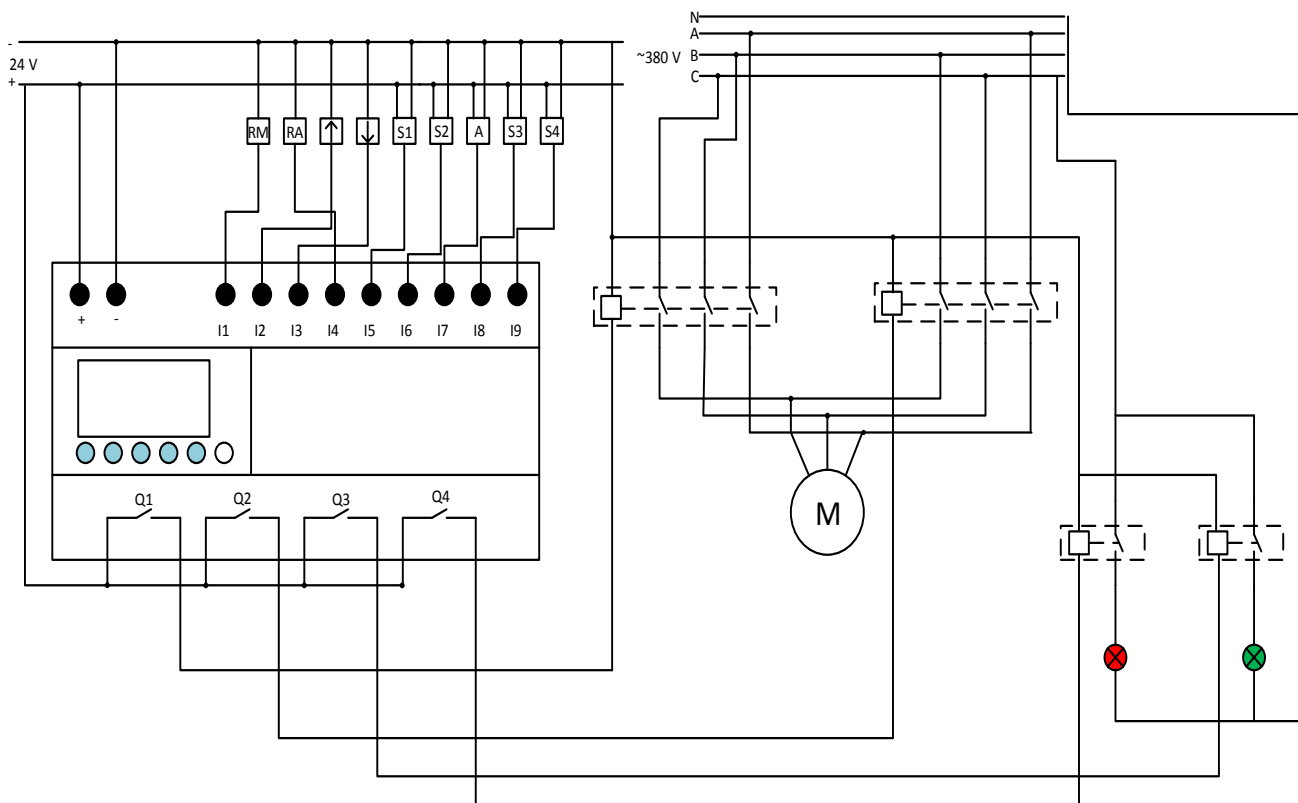 N
A
-
24 V
+
~380 V
B
C
RM RA ↑ ↓ S1 S2 A S3 S4
+ -
I1 I2 I3 I4 I5 I6 I7 I8 I9
Q1 Q2 Q3 Q4
M